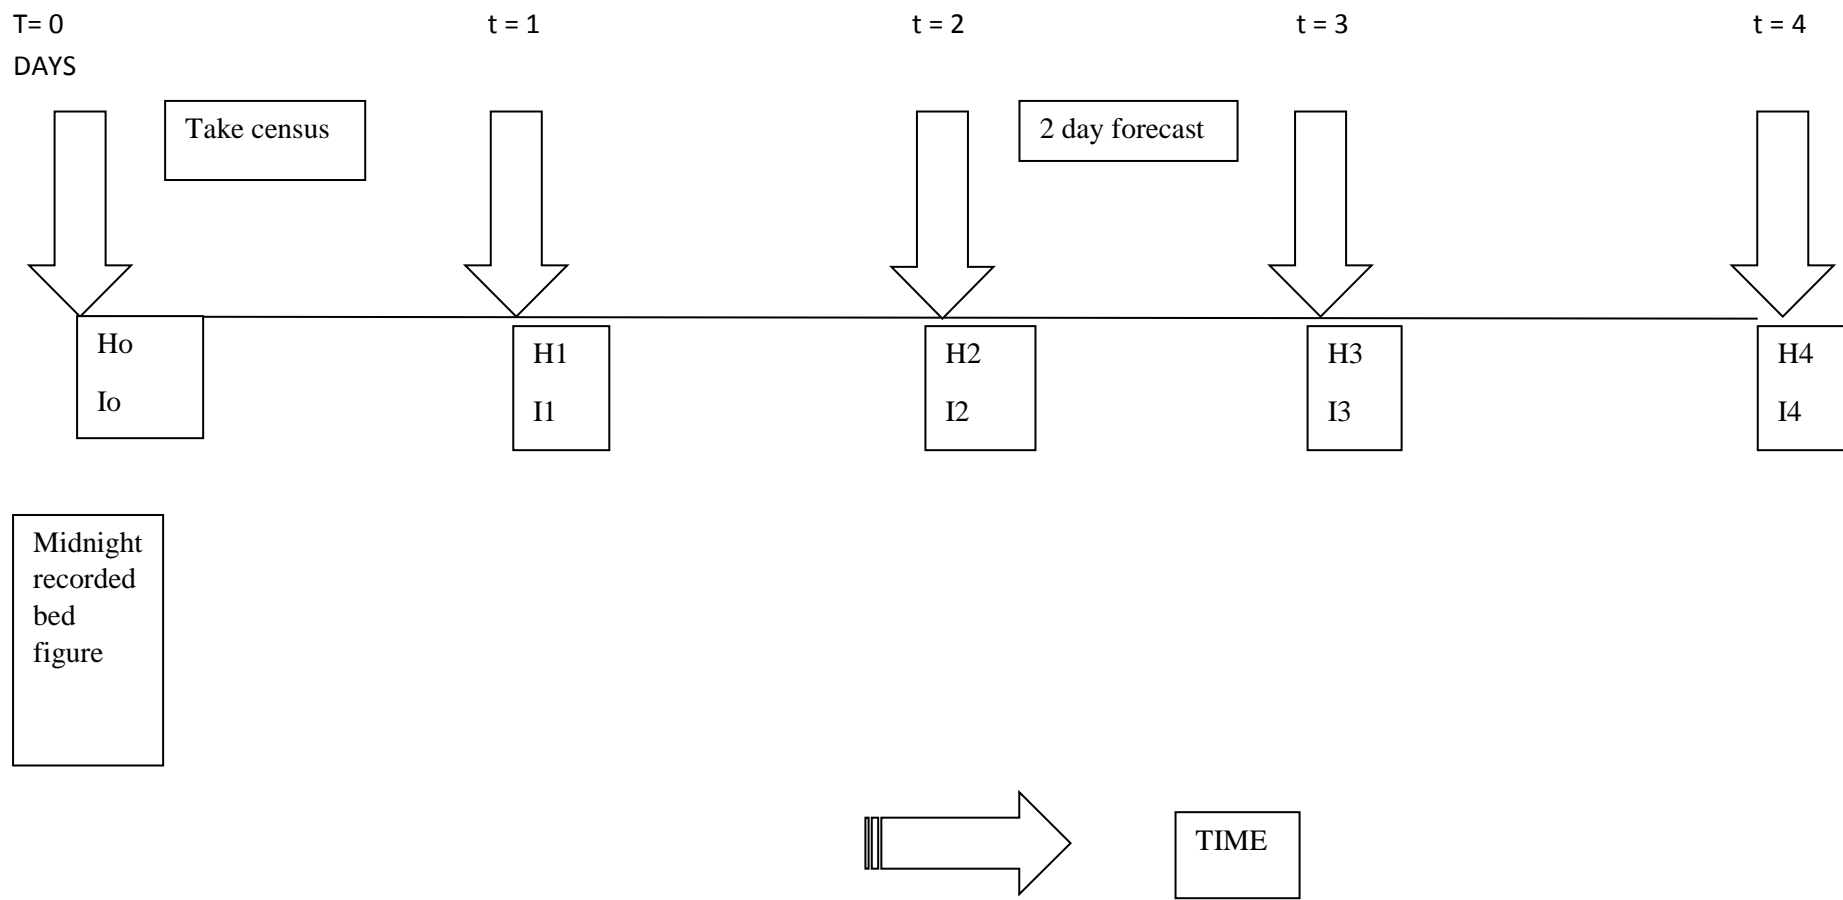 T= 0
t = 1
t = 2
t = 3
t = 4
DAYS
Take census
2 day forecast
Ho
Io
H1
I1
H2
I2
H3
I3
H4
I4
Midnight
recorded
bed
figure
TIME